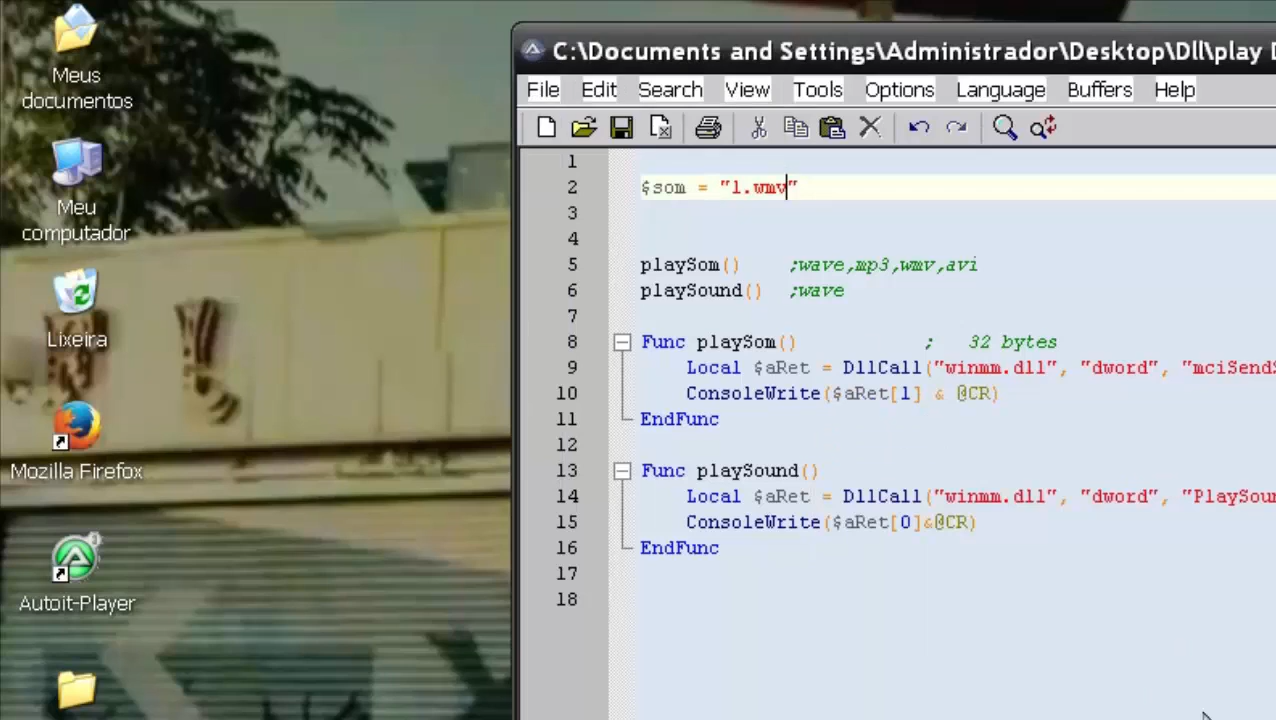 Meus
documentos
Meu
computador
Lixeira
Mozilla Firefox
Autoit-Player
C:\Documents and Settings\Administrador\Desktop\Dll\play
File Edit Search View Tools Options Language Buffers Help
1
2 $som = "1.wmv"
3
4
5 playSom() ;wave,mp3,wmv,avi
6 playSound() ;wave
7
8 Func playSom() ; 32 bytes
9 Local $aRet = DllCall("winmm.dll", "dword", "mciSendS
10 ConsoleWrite($aRet[1] & @CR)
11 EndFunc
12
13 Func playSound()
14 Local $aRet = DllCall("winmm.dll", "dword", "PlaySoun
15 ConsoleWrite($aRet[0]&@CR)
16 EndFunc
17
18